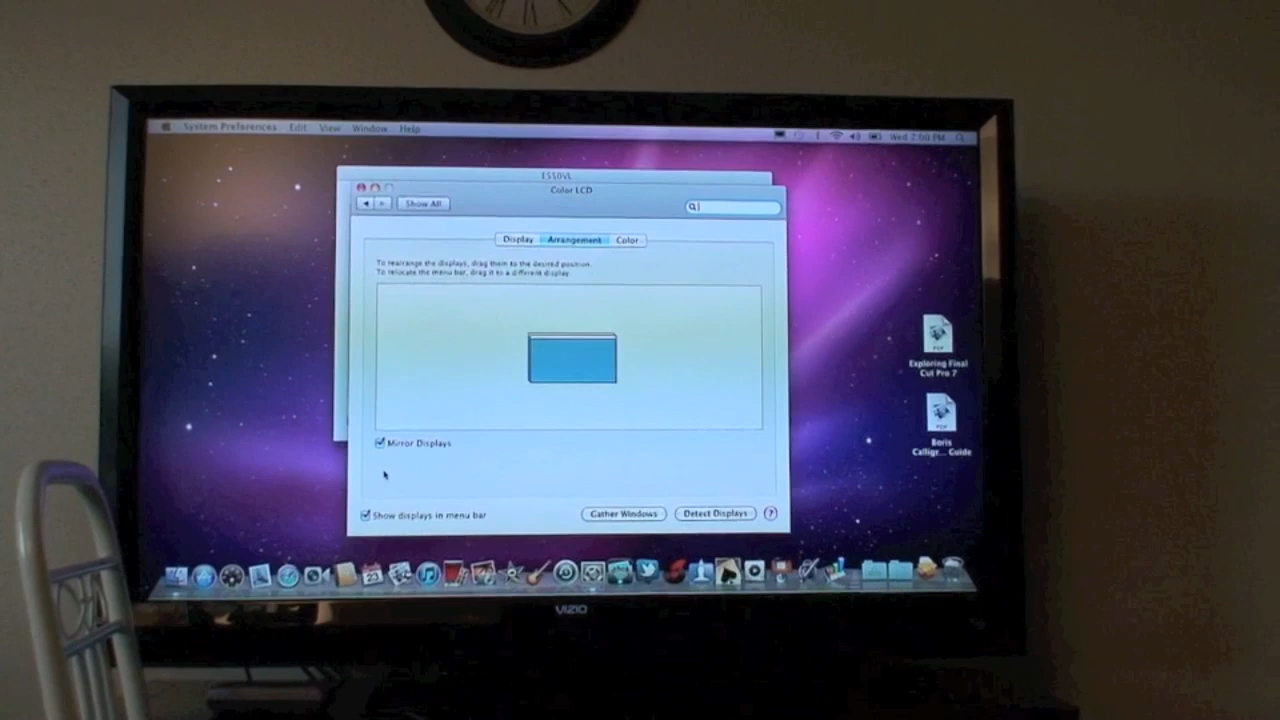 System Preferences Edit View Window Help
Wed 7:00 PM
Color LCD
Show All
Display Arrangement Color
To rearrange the displays, drag them to the desired position.
To relocate the menu bar, drag it to a different display.
Mirror Displays
Show displays in menu bar
Gather Windows Detect Displays ?
PDF
Exploring Final
Cut Pro 7
PDF
Boris
Calligr... Guide
23
VIZIO